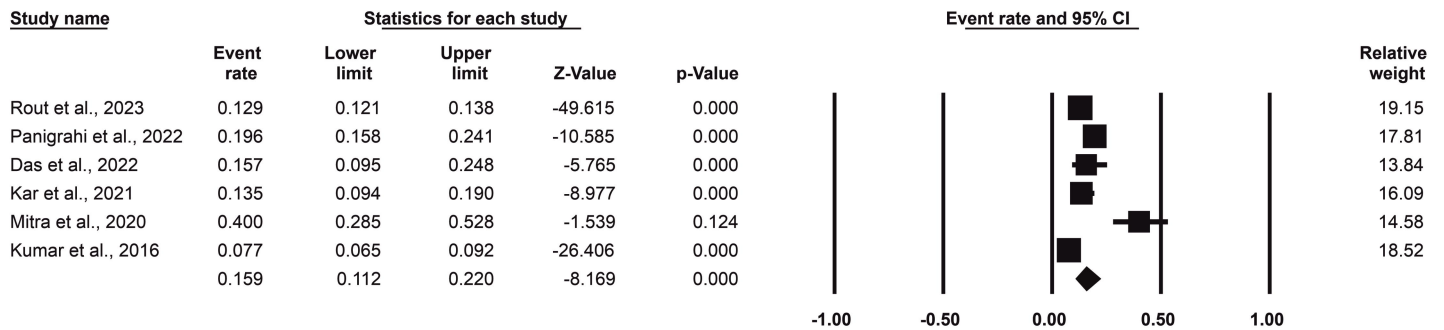 Study name Statistics for each study Event rate and 95% CI
Event Lower Upper Relative
rate limit limit Z-Value p-Value weight
Rout et al., 2023 0.129 0.121 0.138 -49.615 0.000 19.15
Panigrahi et al., 2022 0.196 0.158 0.241 -10.585 0.000 17.81
Das et al., 2022 0.157 0.095 0.248 -5.765 0.000 13.84
Kar et al., 2021 0.135 0.094 0.190 -8.977 0.000 16.09
Mitra et al., 2020 0.400 0.285 0.528 -1.539 0.124 14.58
Kumar et al., 2016 0.077 0.065 0.092 -26.406 0.000 18.52
0.159 0.112 0.220 -8.169 0.000
-1.00 -0.50 0.00 0.50 1.00